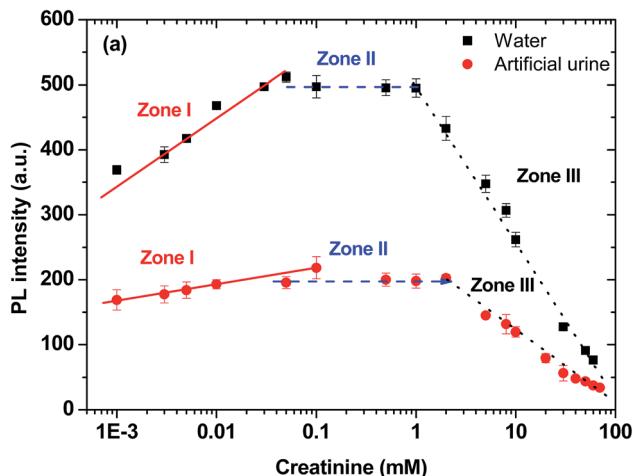 (a)
Water
Artificial urine
Zone I
Zone II
Zone III
Zone I
Zone II
Zone III
600
500
400
300
200
100
0
PL intensity (a.u.)
1E-3 0.01 0.1 1 10 100
Creatinine (mM)